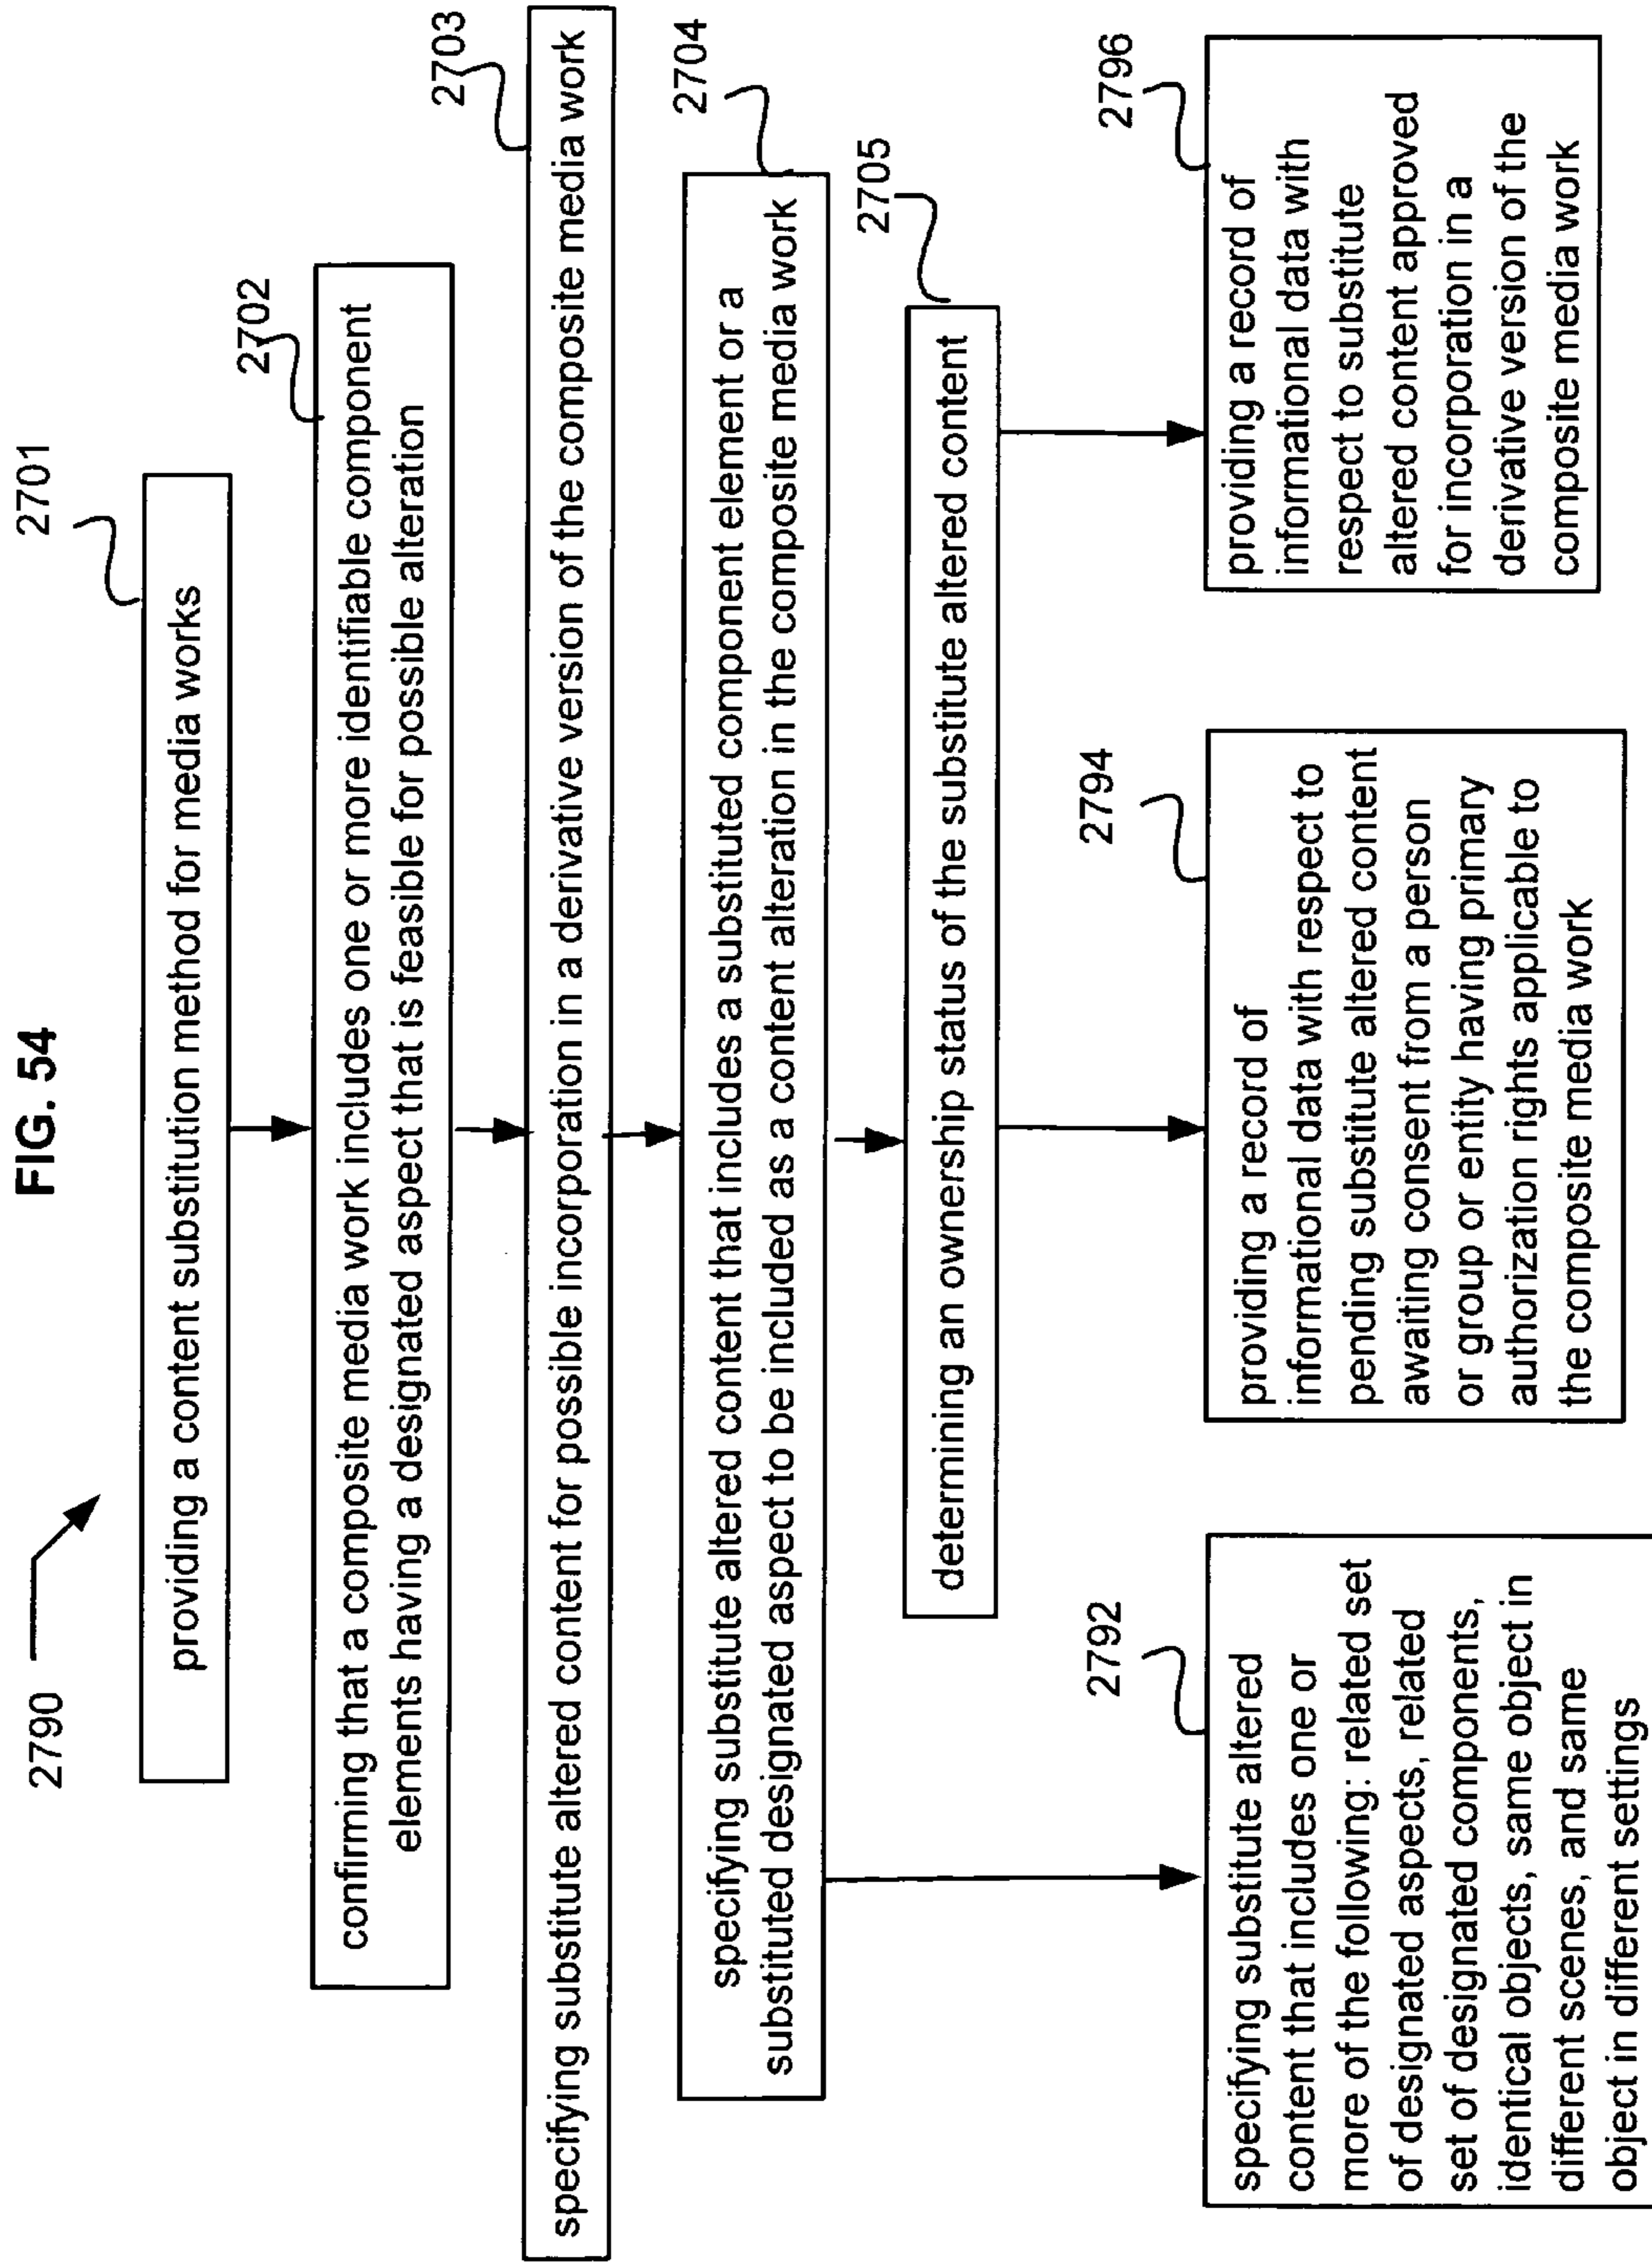 FIG. 54
2790
2701
providing a content substitution method for media works
2702
confirming that a composite media work includes one or more identifiable component
elements having a designated aspect that is feasible for possible alteration
2703
specifying substitute altered content for possible incorporation in a derivative version of the composite media work
2704
specifying substitute altered content that includes a substituted component element or a
substituted designated aspect to be included as a content alteration in the composite media work
2705
determining an ownership status of the substitute altered content
2792
specifying substitute altered
content that includes one or
more of the following: related set
of designated aspects, related
set of designated components,
identical objects, same object in
different scenes, and same
object in different settings
2794
providing a record of
informational data with respect to
pending substitute altered content
awaiting consent from a person
or group or entity having primary
authorization rights applicable to
the composite media work
2796
providing a record of
informational data with
respect to substitute
altered content approved
for incorporation in a
derivative version of the
composite media work